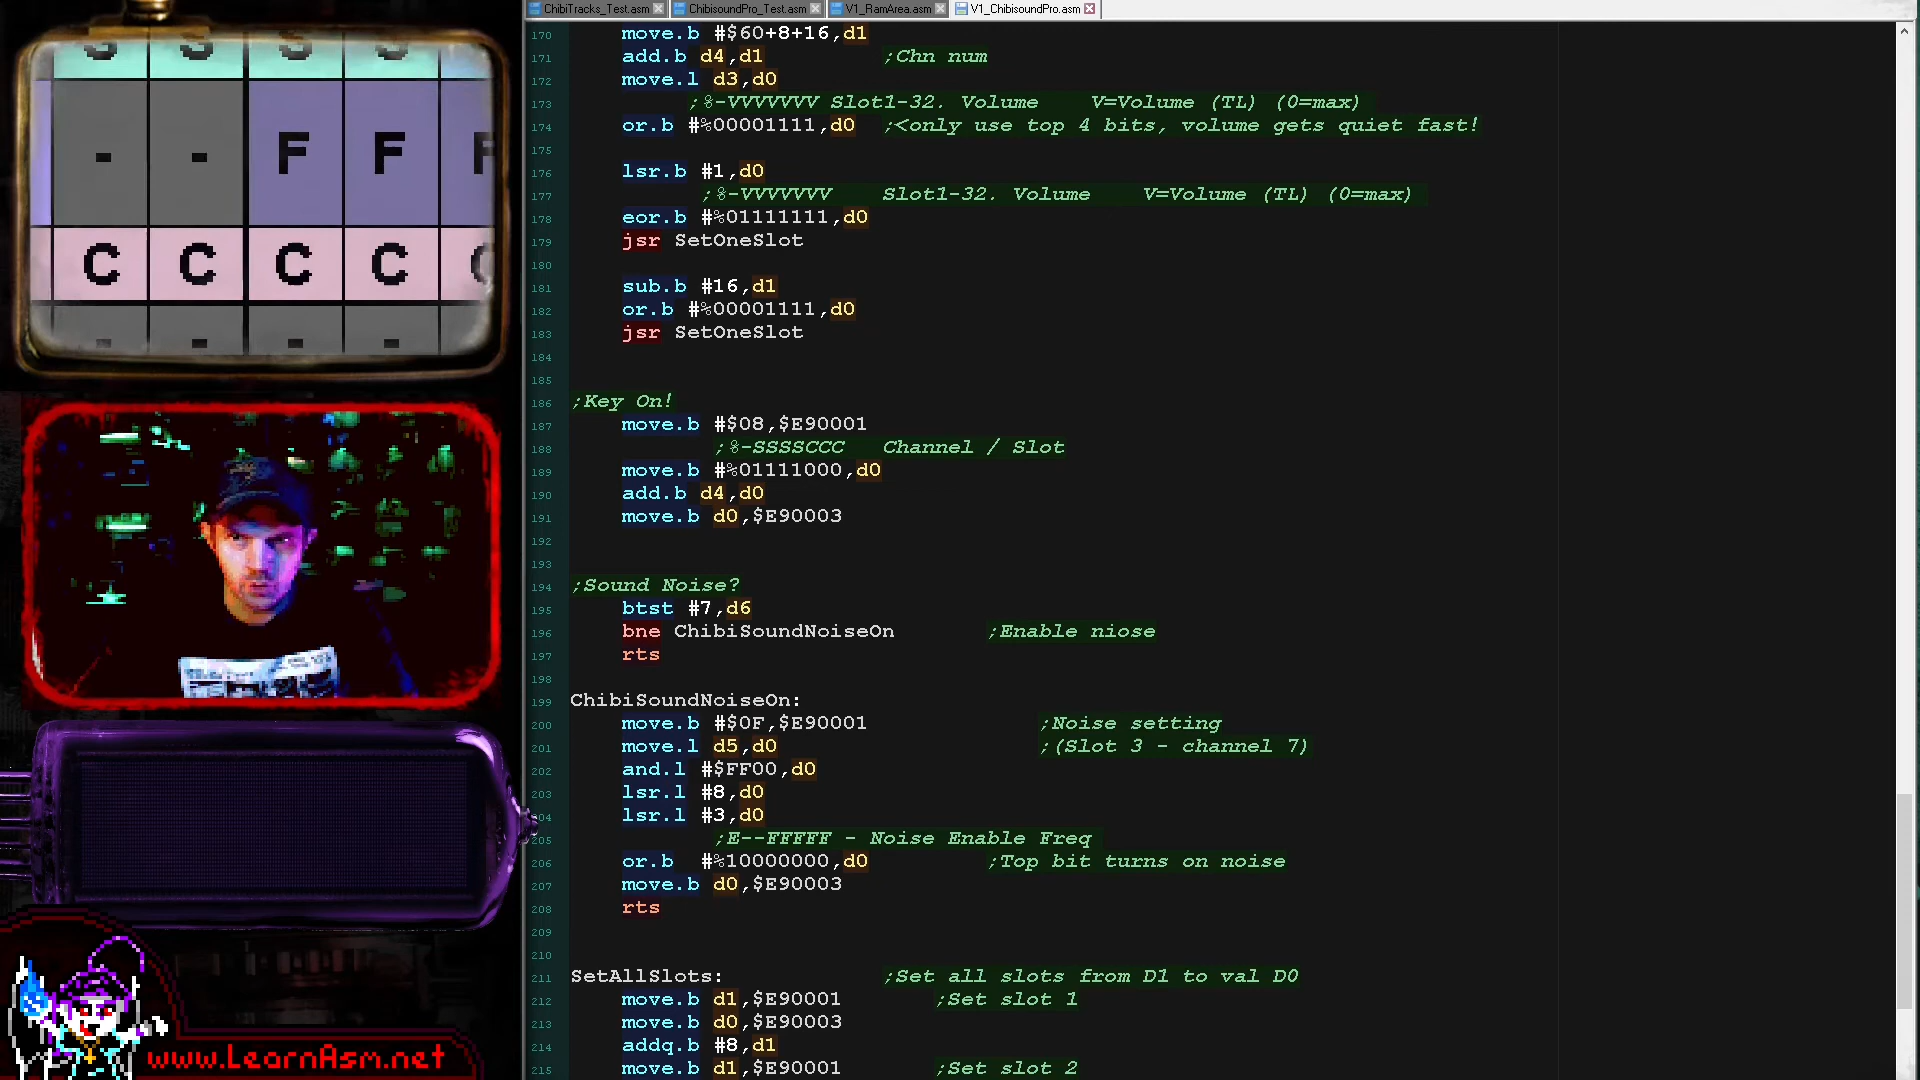 ChibiTracks_Test.asm ChibisoundPro_Test.asm V1_RamArea.asm V1_ChibisoundPro.asm
S S S S
- - F F F
C C C C C
- - - -
www.LearnAsm.net
170 move.b #$60+8+16,d1
171 add.b d4,d1 ;Chn num
172 move.l d3,d0
173 ;%-VVVVVVV Slot1-32. Volume V=Volume (TL) (0=max)
174 or.b #%00001111,d0 ;<only use top 4 bits, volume gets quiet fast!
175
176 lsr.b #1,d0
177 ;%-VVVVVVV Slot1-32. Volume V=Volume (TL) (0=max)
178 eor.b #%01111111,d0
179 jsr SetOneSlot
180
181 sub.b #16,d1
182 or.b #%00001111,d0
183 jsr SetOneSlot
184
185
186 ;Key On!
187 move.b #$08,$E90001
188 ;%-SSSSCCC Channel / Slot
189 move.b #%01111000,d0
190 add.b d4,d0
191 move.b d0,$E90003
192
193
194 ;Sound Noise?
195 btst #7,d6
196 bne ChibiSoundNoiseOn ;Enable niose
197 rts
198
199 ChibiSoundNoiseOn:
200 move.b #$0F,$E90001 ;Noise setting
201 move.l d5,d0 ;(Slot 3 - channel 7)
202 and.l #$FF00,d0
203 lsr.l #8,d0
204 lsr.l #3,d0
205 ;E--FFFFF - Noise Enable Freq
206 or.b #%10000000,d0 ;Top bit turns on noise
207 move.b d0,$E90003
208 rts
209
210
211 SetAllSlots: ;Set all slots from D1 to val D0
212 move.b d1,$E90001 ;Set slot 1
213 move.b d0,$E90003
214 addq.b #8,d1
215 move.b d1,$E90001 ;Set slot 2